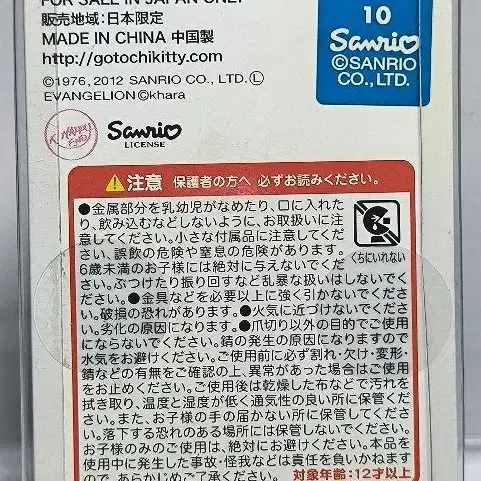 FOR SALE IN JAPAN ONLY
販売地域:日本限定
MADE IN CHINA 中国製
http://gotochikitty.com
©1976, 2012 SANRIO CO., LTD.Ⓛ
EVANGELION©khara
10
Sanrio
©SANRIO
CO., LTD.
Sanrio
LICENSE
注意 保護者の方へ 必ずお読みください。
●金属部分を乳幼児がなめたり、口に入れた
り、飲み込むなどしないように、お取扱いに注
意してください。小さな付属品に注意してくだ
さい、誤飲の危険や窒息の危険があります。
6歳未満のお子様には絶対に与えないでくだ
さい。ぶつけたり振り回すなど乱暴な扱いはしないでくだ
さい。●金具などを必要以上に強く引かないでくださ
い。破損の恐れがあります。●火気に近づけないでくださ
い。劣化の原因になります。●爪切り以外の目的でご使用
にならないでください。錆の発生の原因になりますので
水気をお避けください。ご使用前に必ず割れ・欠け・変形・
錆などの有無をご確認の上、異常があった場合はご使用
をお止めください。ご使用後は乾燥した布などで汚れを
拭き取り、温度と湿度が低く通気性の良い所に保管くださ
い。また、お子様の手の届かない所に保管してくださ
い。落下する恐れのある場所には保管しないでください。
お子様のみのご使用は、絶対にお避けください。本品を
使用中に発生した事故・怪我などは責任を負いかねます
ので、あらかじめご了承ください。
くちにいれない
対象年齢:12才以上